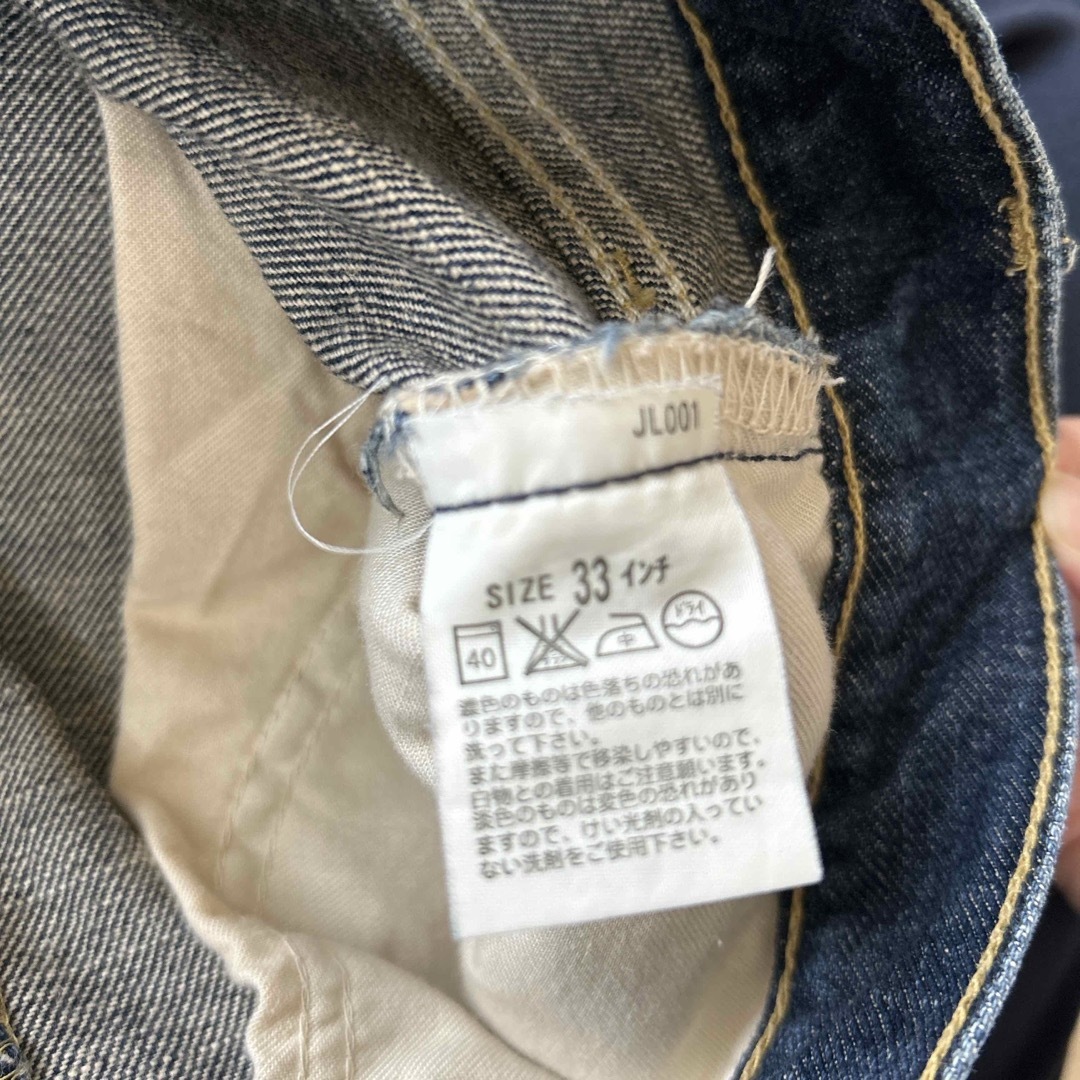 JL001
SIZE 33 インチ
40 中 ドライ
濃色のものは色落ちの恐れがあ
りますので、他のものとは別に
洗って下さい。
また摩擦等で移染しやすいので、
白物との着用はご注意願います。
淡色のものは変色の恐れがあり
ますので、けい光剤の入ってい
ない洗剤をご使用下さい。